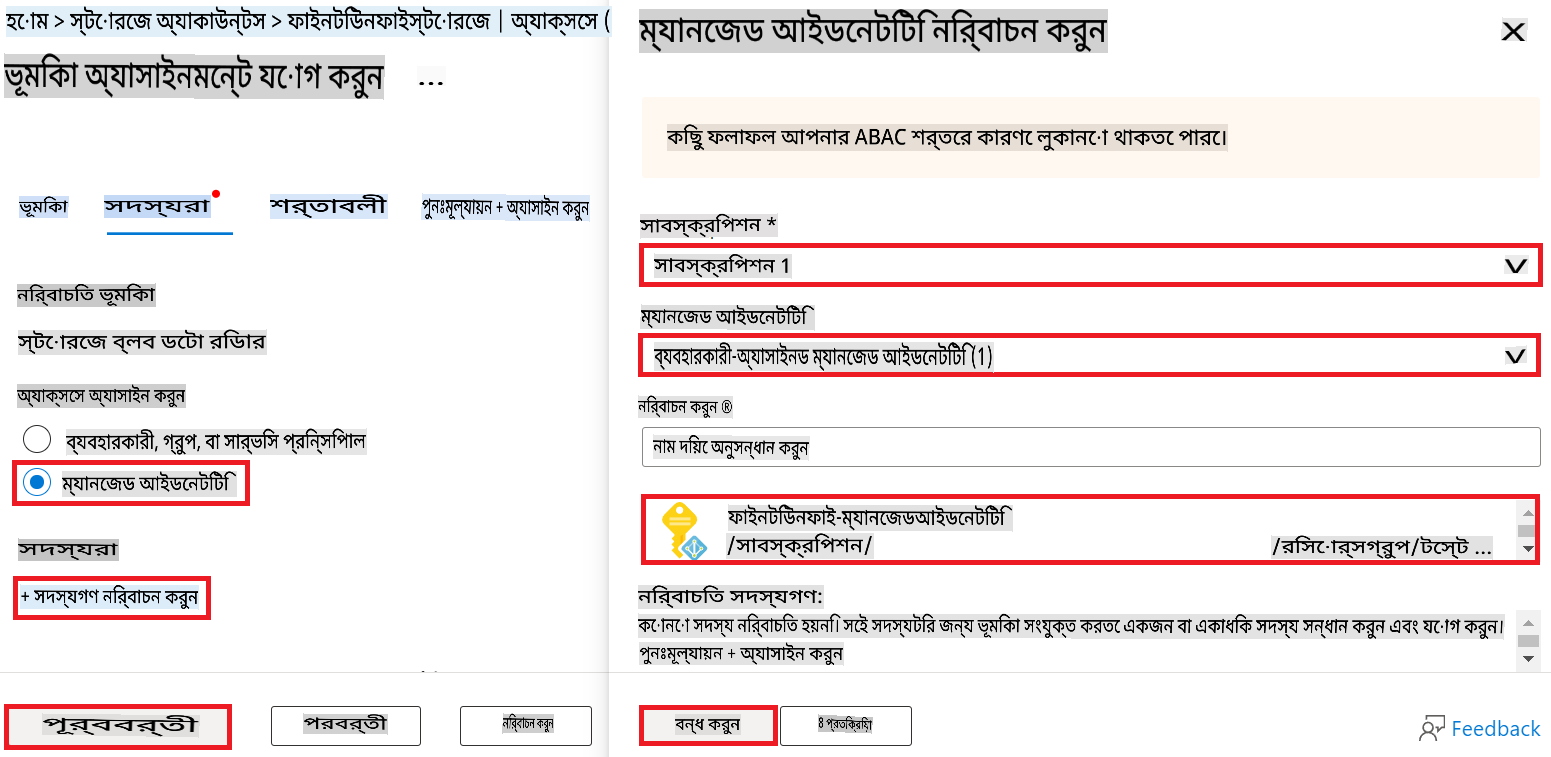 হোম > স্টোরেজ অ্যাকাউন্টস > ফাইনটিউনফাইস্টোরেজ | অ্যাক্সেস (
ভূমিকা অ্যাসাইনমেন্ট যোগ করুন ...
ভূমিকা
সদস্যরা
শর্তাবলী
পুনঃমূল্যায়ন + অ্যাসাইন করুন
নির্বাচিত ভূমিকা
স্টোরেজ ব্লব ডেটা রিডার
অ্যাক্সেস অ্যাসাইন করুন
ব্যবহারকারী, গ্রুপ, বা সার্ভিস প্রিন্সিপাল
ম্যানেজড আইডেনটিটি
সদস্যরা
+ সদস্যগণ নির্বাচন করুন
পূর্ববর্তী
পরবর্তী
নির্বাচন করুন
ম্যানেজড আইডেনটিটি নির্বাচন করুন
কিছু ফলাফল আপনার ABAC শর্তের কারণে লুকানো থাকতে পারে।
সাবস্ক্রিপশন *
সাবস্ক্রিপশন 1
ম্যানেজড আইডেনটিটি
ব্যবহারকারী-অ্যাসাইনড ম্যানেজড আইডেনটিটি (1)
নির্বাচন করুন ®
নাম দিয়ে অনুসন্ধান করুন
ফাইনটিউনফাই-ম্যানেজডআইডেনটিটি
/সাবস্ক্রিপশন/ /রিসোর্সগ্রুপ/টেস্ট ...
নির্বাচিত সদস্যগণ:
কোনো সদস্য নির্বাচিত হয়নি। সেই সদস্যটির জন্য ভূমিকা সংযুক্ত করতে একজন বা একাধিক সদস্য সন্ধান করুন এবং যোগ করুন।
পুনঃমূল্যায়ন + অ্যাসাইন করুন
বন্ধ করুন
8 প্রতিক্রিয়া
Feedback